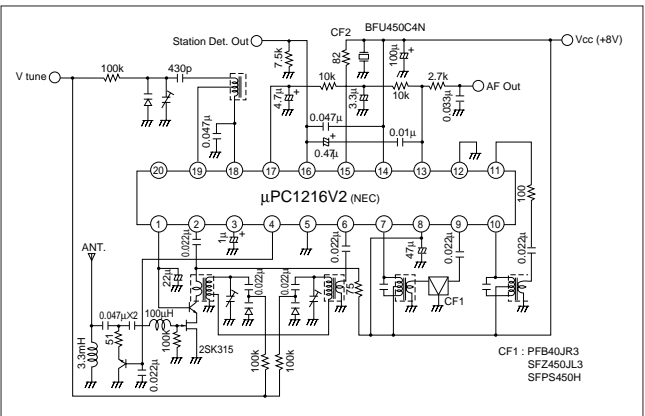 CF2
BFU450C4N
Station Det. Out
Vcc (+8V)
V tune
100k
430p
7.5k
82
100μ
+
10k
2.7k
AF Out
4.7μ
+
3.3μ
+
10k
0.033μ
0.047μ
0.047μ
+
0.47μ
0.01μ
20
19
18
17
16
15
14
13
12
11
μPC1216V2 (NEC)
100
1
2
3
4
5
6
7
8
9
10
ANT.
0.022μ
1μ
+
0.022μ
47μ
0.022μ
0.022μ
22μ
+
0.022μ
0.022μ
75
CF1
0.047μX2
100μH
3.3mH
51
100k
2SK315
0.022μ
100k
100k
CF1 : PFB40JR3
SFZ450JL3
SFPS450H